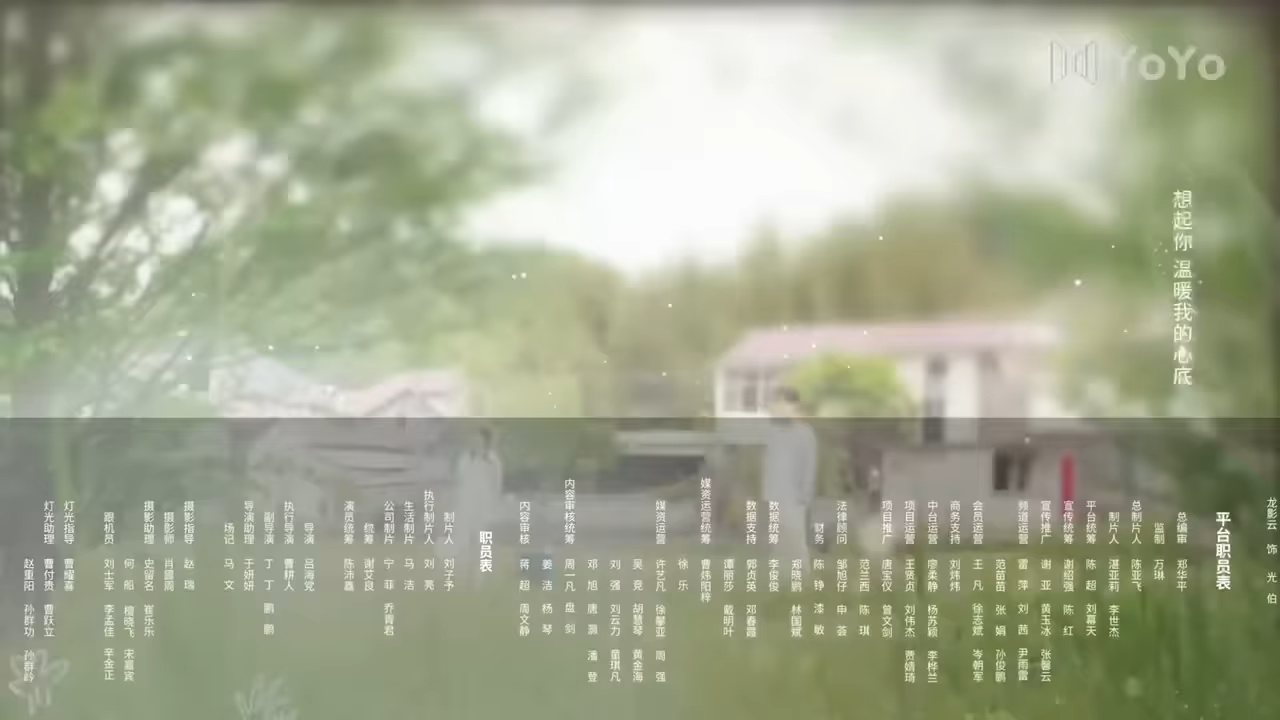 YoYo
想起你 温暖我的心底
龙影云 饰 光 伯
平台职员表
总编审 郑华平
监制 万琳
总制片人 陈亚飞
制片人 湛亚莉 李世杰
平台统筹 陈 超 刘幕天
宣传统筹 谢绍强 陈 红
宣传推广 谢 亚 黄玉冰 张馨云
频道运营 雷 萍 刘 茜 尹雨雷
范苗苗 张 娟 孙俊鹏
会员运营 王 凡 徐志斌 岑朝军
商务支持 刘炜炜
中台运营 廖柔静 杨苏颖 李桦兰
项目运营 王贤贞 刘伟杰 贾婧琦
项目推广 唐宝仪 曾文剑
范兰西 陈 琪
法律顾问 邹旭仔 申 荟
财务 陈 铮 漆 敏
郑晓鹏 林国斌
数据统筹 李俊俊
数据支持 郭贞英 邓春薇
谭丽莎 戴明叶
媒资运营统筹 曹炜阳梓
徐 乐
媒资运营 许艺凡 徐攀亚 周 强
吴 竞 胡慧琴 黄金海
刘 强 刘云力 童琪凡
邓 旭 唐 灏 潘 登
内容审核统筹 周一凡 盘 剑
姜 洁 杨 琴
内容审核 蒋 超 周文静
职员表
制片人 刘子予
执行制片人 刘 亮
生活制片 马 洁
公司制片 宁 菲 乔青君
统筹 谢艾良
演员统筹 陈沛嘉
导演 吕海兑
执行导演 曹耕人
副导演 丁 丁 鹏 鹏
导演助理 于妍妍
场记 马 文
摄影指导 赵 瑞
摄影师 肖露雨
摄影助理 史留名 崔乐乐
何 船 檀晓飞 宋嘉宾
跟机员 刘士军 李孟佳 辛金正
灯光指导 曹耀霖
灯光助理 曹付贵 曹跃立
赵重阳 孙群功 孙群岭